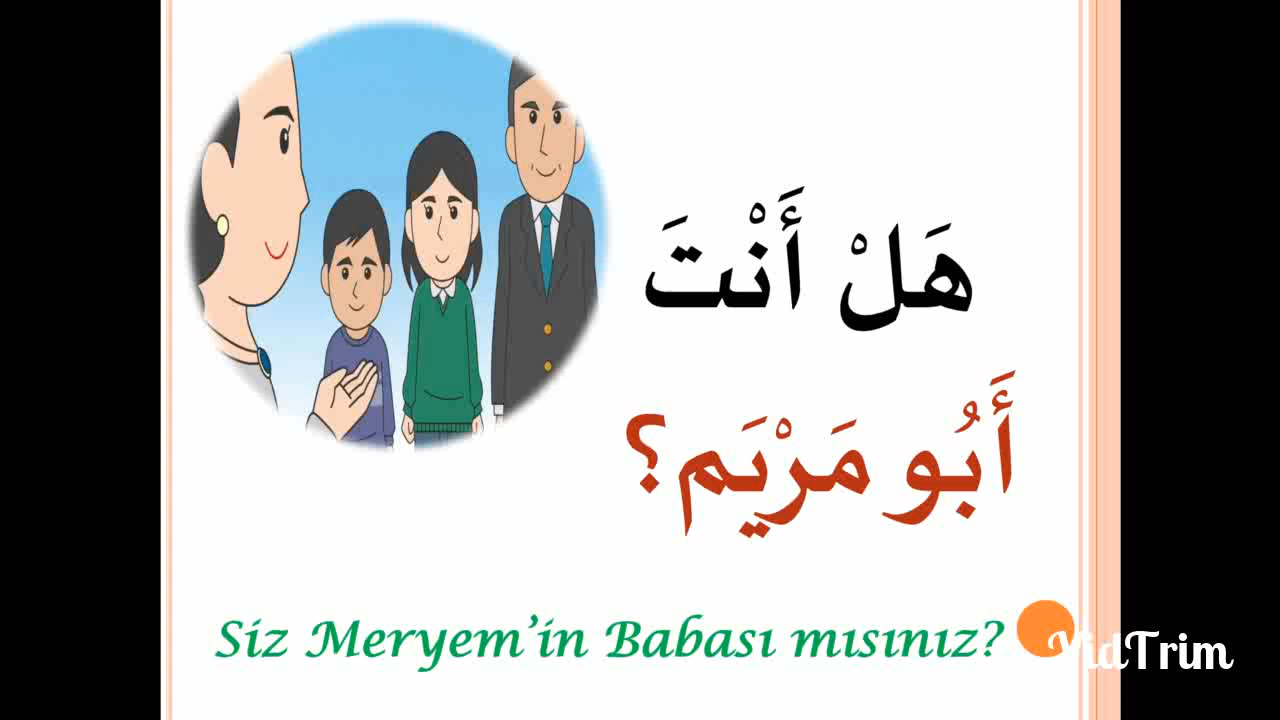 هَلْ أَنْتَ
أَبُو مَرْيَم؟
Siz Meryem’in Babası mısınız?
VidTrim